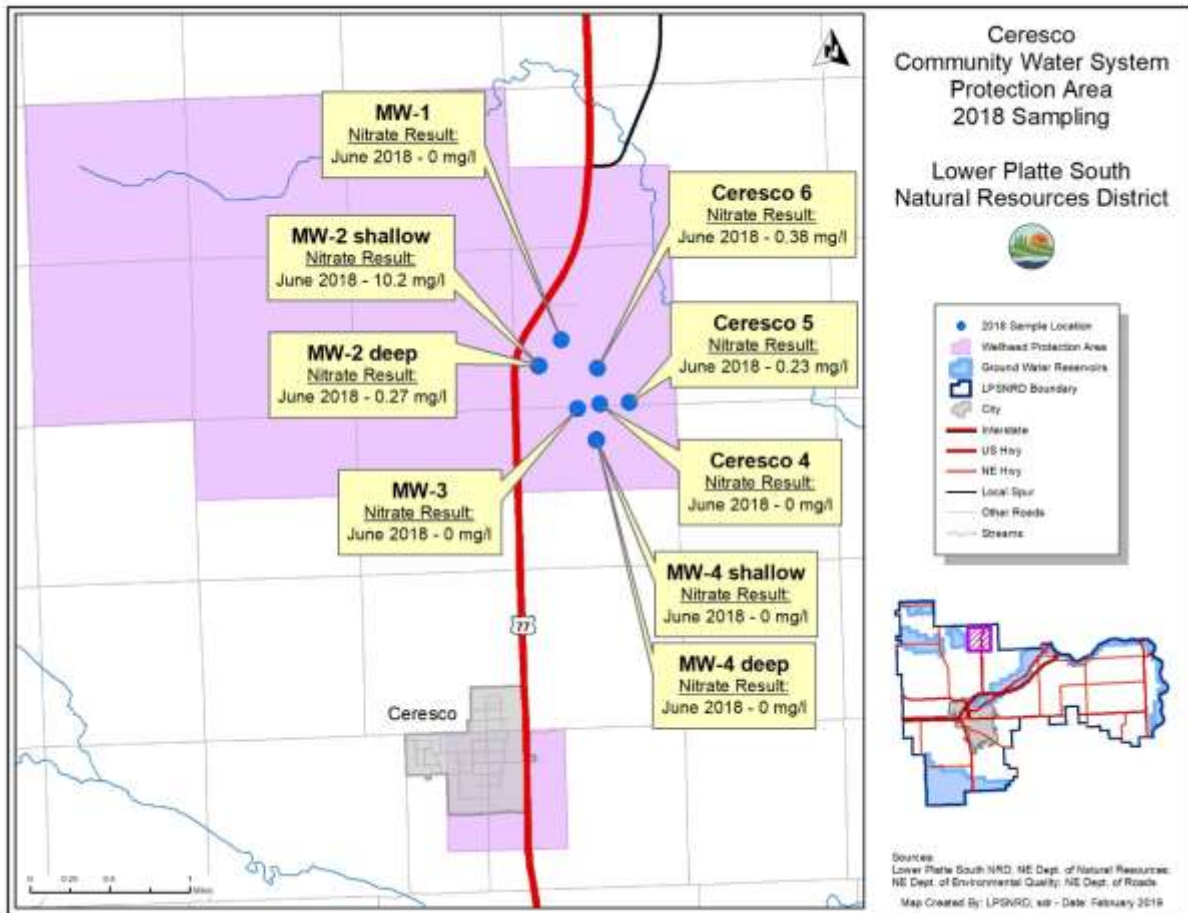 Ceresco
Community Water System
Protection Area
2018 Sampling
Lower Platte South
Natural Resources District
N
MW-1
Nitrate Result:
June 2018 - 0 mg/l
MW-2 shallow
Nitrate Result:
June 2018 - 10.2 mg/l
MW-2 deep
Nitrate Result:
June 2018 - 0.27 mg/l
MW-3
Nitrate Result:
June 2018 - 0 mg/l
Ceresco 6
Nitrate Result:
June 2018 - 0.38 mg/l
Ceresco 5
Nitrate Result:
June 2018 - 0.23 mg/l
Ceresco 4
Nitrate Result:
June 2018 - 0 mg/l
MW-4 shallow
Nitrate Result:
June 2018 - 0 mg/l
MW-4 deep
Nitrate Result:
June 2018 - 0 mg/l
77
Ceresco
0 0.25 0.5 1
Miles
2018 Sample Location
Wellhead Protection Area
Ground Water Reservoirs
LPSNRD Boundary
City
Interstate
US Hwy
NE Hwy
Local Spur
Other Roads
Streams
Sources:
Lower Platte South NRD; NE Dept. of Natural Resources;
NE Dept. of Environmental Quality; NE Dept. of Roads
Map Created By: LPSNRD; sdr - Date: February 2019